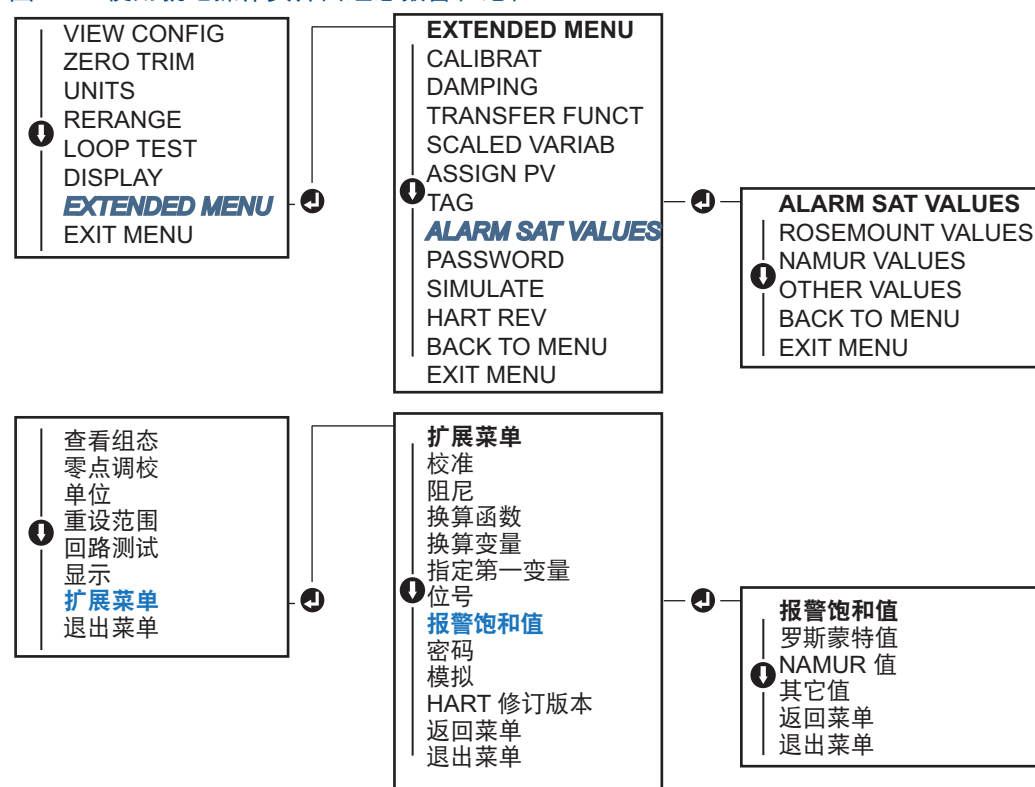 VIEW CONFIG
ZERO TRIM
UNITS
RERANGE
LOOP TEST
DISPLAY
EXTENDED MENU
EXIT MENU
EXTENDED MENU
CALIBRAT
DAMPING
TRANSFER FUNCT
SCALED VARIAB
ASSIGN PV
TAG
ALARM SAT VALUES
PASSWORD
SIMULATE
HART REV
BACK TO MENU
EXIT MENU
ALARM SAT VALUES
ROSEMOUNT VALUES
NAMUR VALUES
OTHER VALUES
BACK TO MENU
EXIT MENU
查看组态
零点调校
单位
重设范围
回路测试
显示
扩展菜单
退出菜单
扩展菜单
校准
阻尼
换算函数
换算变量
指定第一变量
位号
报警饱和值
密码
模拟
HART 修订版本
返回菜单
退出菜单
报警饱和值
罗斯蒙特值
NAMUR 值
其它值
返回菜单
退出菜单